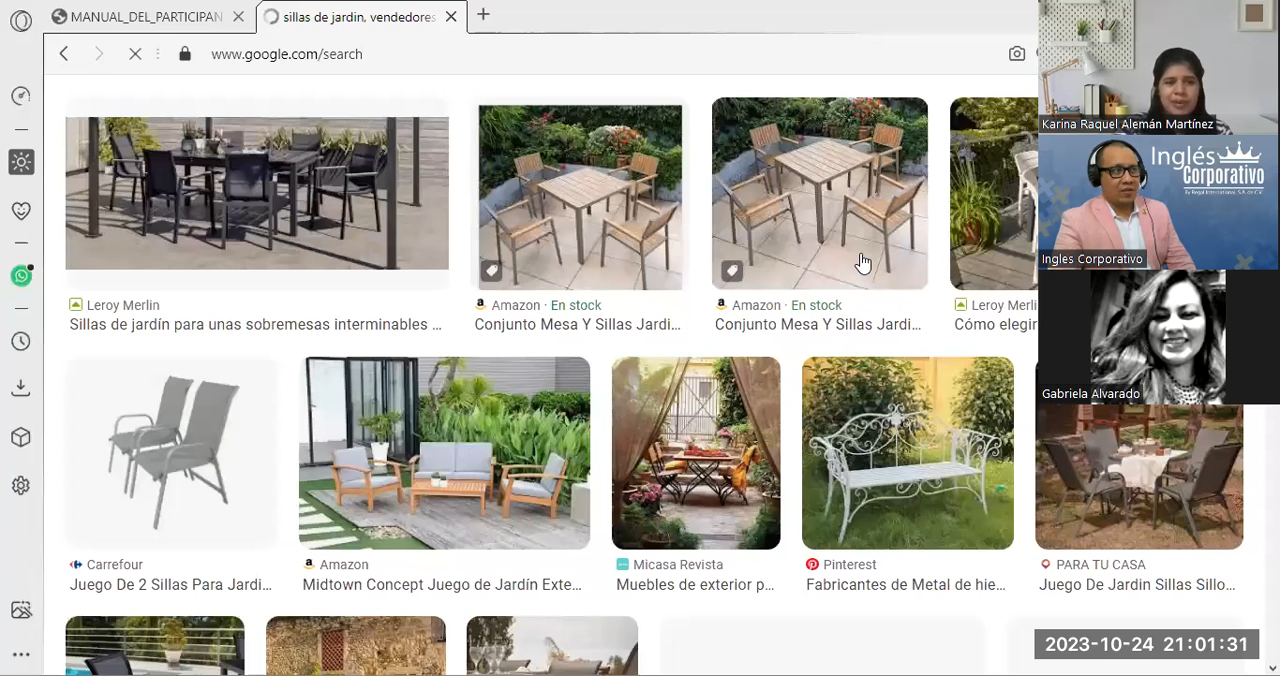 MANUAL_DEL_PARTICIPAN
sillas de jardin, vendedores
www.google.com/search
Karina Raquel Alemán Martínez
Inglés Corporativo
By Regal International, S.A. de C.V.
Ingles Corporativo
Gabriela Alvarado
Leroy Merlin
Sillas de jardín para unas sobremesas interminables ...
Amazon · En stock
Conjunto Mesa Y Sillas Jardi...
Amazon · En stock
Conjunto Mesa Y Sillas Jardi...
Leroy Merli
Cómo elegir
Carrefour
Juego De 2 Sillas Para Jardi...
Amazon
Midtown Concept Juego de Jardín Exte...
Micasa Revista
Muebles de exterior p...
Pinterest
Fabricantes de Metal de hie...
PARA TU CASA
Juego De Jardin Sillas Sillo...
2023-10-24 21:01:31